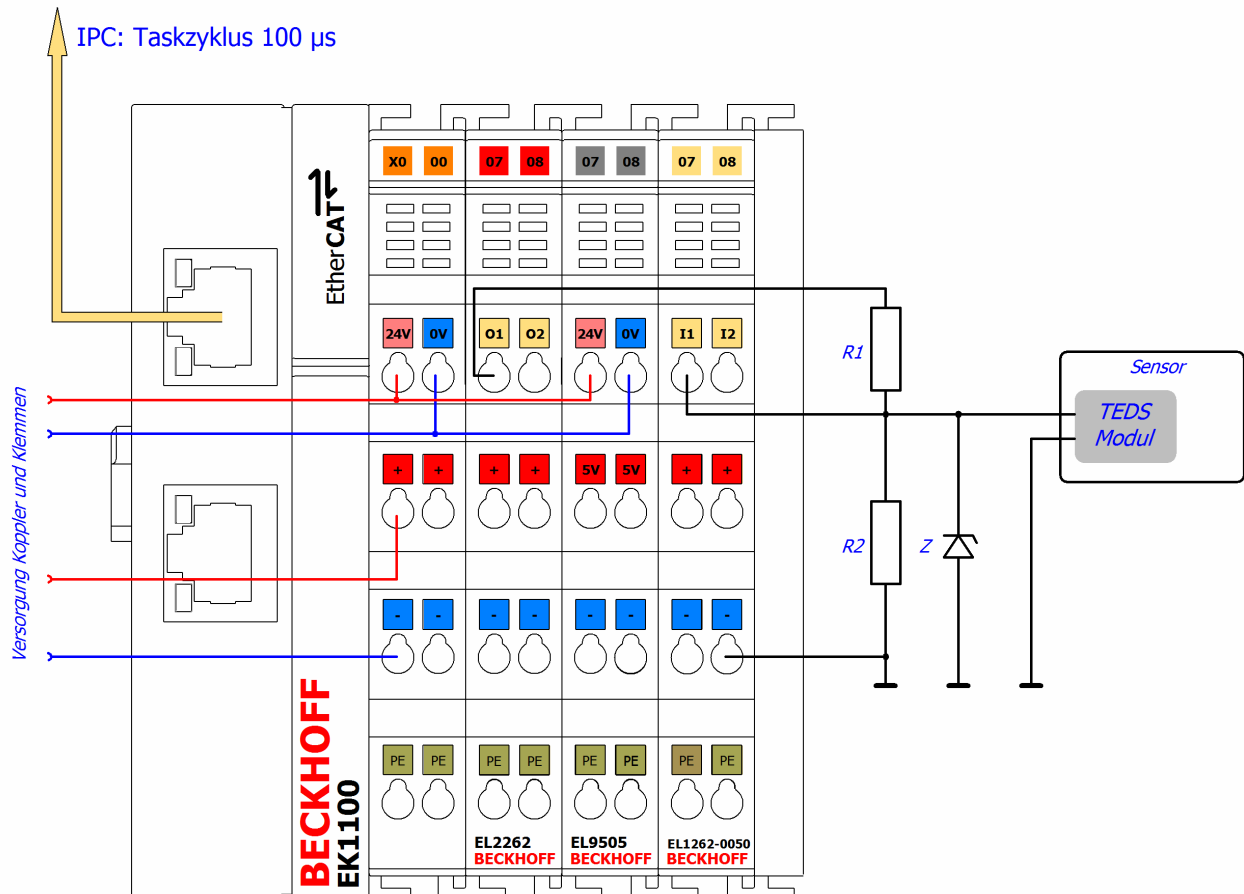 IPC: Taskzyklus 100 µs
X0 00 07 08 07 08 07 08
EtherCAT
24V 0V O1 O2 24V 0V I1 I2
R1
Sensor
TEDS
Modul
Versorgung Koppler und Klemmen
+ + + + 5V 5V + +
R2
Z
- - - - - - - -
PE PE PE PE PE PE PE PE
BECKHOFF
EK1100
EL2262
BECKHOFF
EL9505
BECKHOFF
EL1262-0050
BECKHOFF